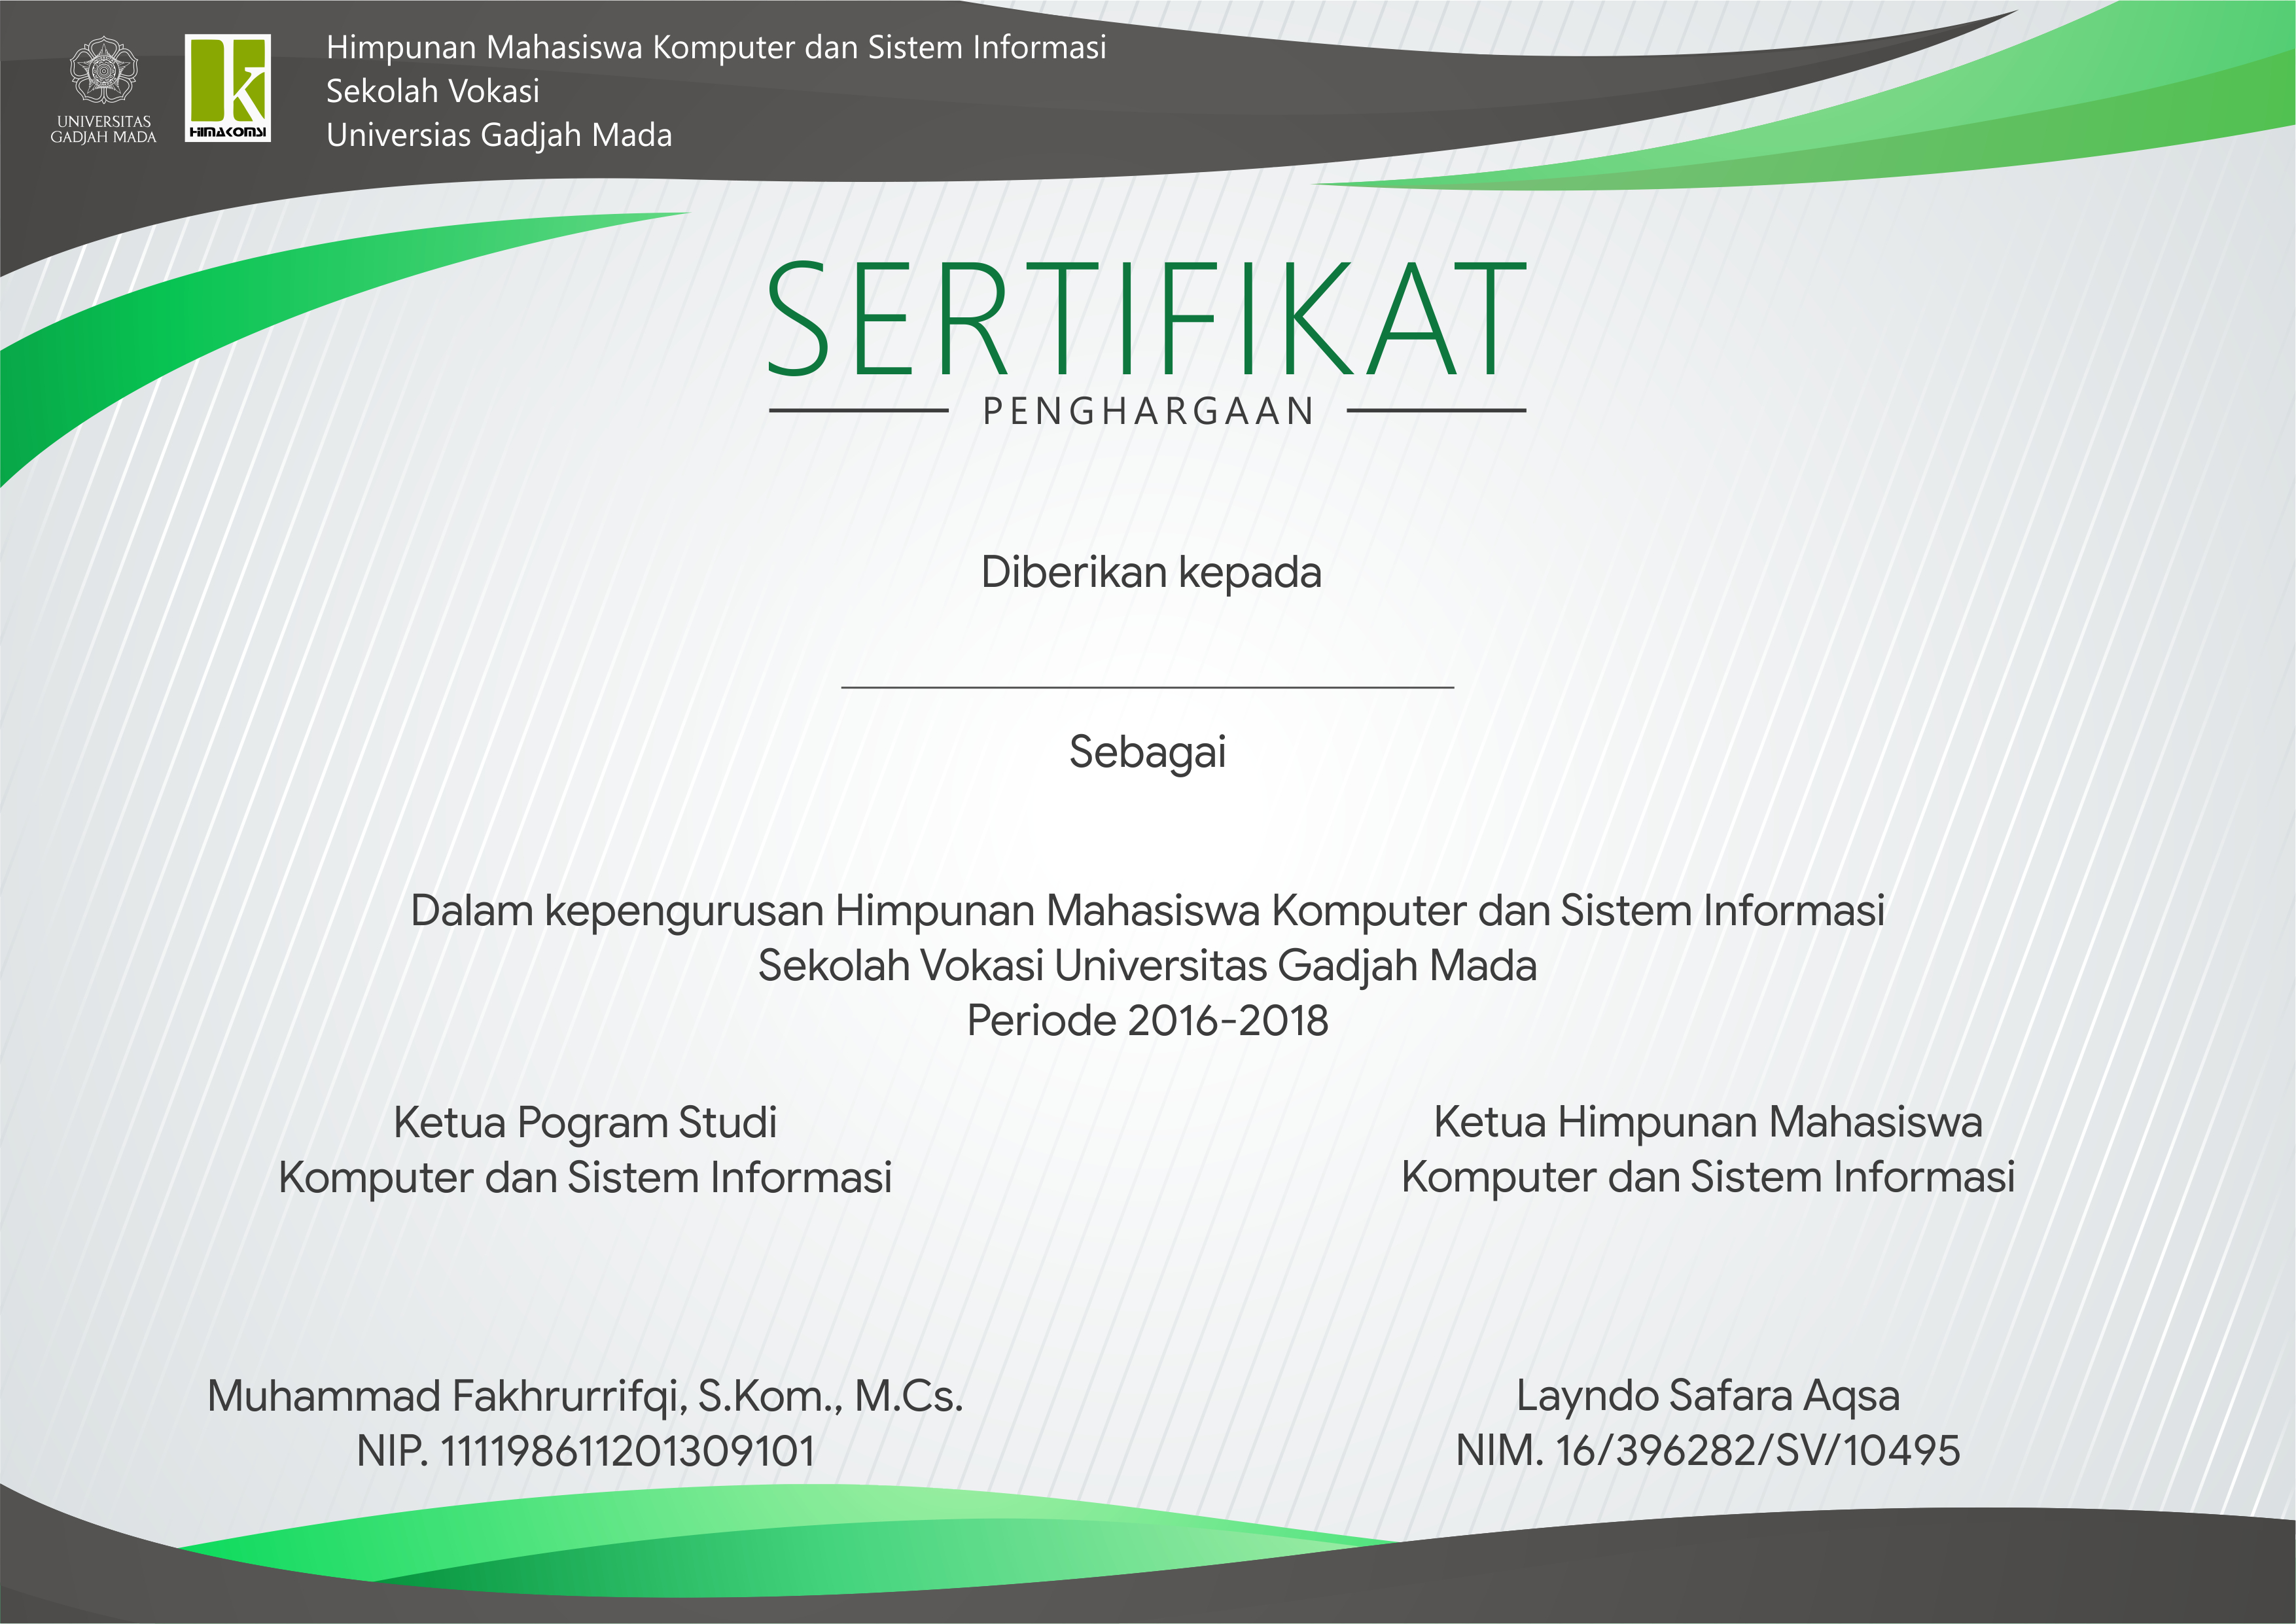 UNIVERSITAS
GADJAH MADA
HIMAKOMSI
Himpunan Mahasiswa Komputer dan Sistem Informasi
Sekolah Vokasi
Universias Gadjah Mada
SERTIFIKAT
PENGHARGAAN
Diberikan kepada
Sebagai
Dalam kepengurusan Himpunan Mahasiswa Komputer dan Sistem Informasi
Sekolah Vokasi Universitas Gadjah Mada
Periode 2016-2018
Ketua Pogram Studi
Komputer dan Sistem Informasi
Muhammad Fakhrurrifqi, S.Kom., M.Cs.
NIP. 111198611201309101
Ketua Himpunan Mahasiswa
Komputer dan Sistem Informasi
Layndo Safara Aqsa
NIM. 16/396282/SV/10495